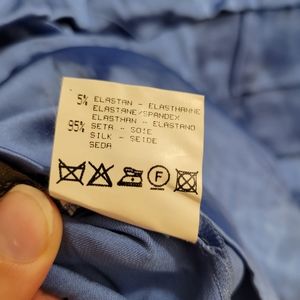 5% ELASTAN - ELASTHANNE
ELASTANE/SPANDEX
ELASTHAN - ELASTANO
95% SETA - SOIE
SILK - SEIDE
SEDA
F